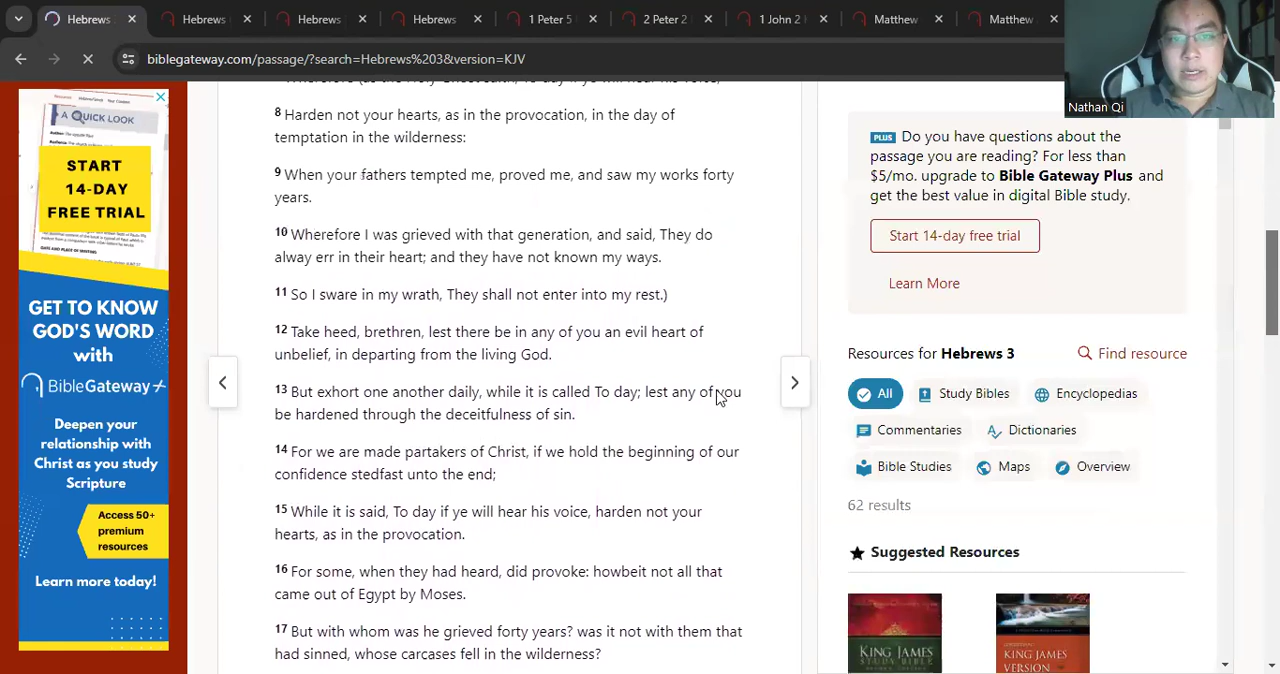 Hebrews
Hebrews
Hebrews
Hebrews
1 Peter 5
2 Peter 2
1 John 2
Matthew
Matthew
biblegateway.com/passage/?search=Hebrews%203&version=KJV
Nathan Qi
A QUICK LOOK
START
14-DAY
FREE TRIAL
GET TO KNOW
GOD'S WORD
with
BibleGateway+
Deepen your
relationship with
Christ as you study
Scripture
Access 50+
premium
resources
Learn more today!
8 Harden not your hearts, as in the provocation, in the day of
temptation in the wilderness:
9 When your fathers tempted me, proved me, and saw my works forty
years.
10 Wherefore I was grieved with that generation, and said, They do
alway err in their heart; and they have not known my ways.
11 So I sware in my wrath, They shall not enter into my rest.)
12 Take heed, brethren, lest there be in any of you an evil heart of
unbelief, in departing from the living God.
13 But exhort one another daily, while it is called To day; lest any of you
be hardened through the deceitfulness of sin.
14 For we are made partakers of Christ, if we hold the beginning of our
confidence stedfast unto the end;
15 While it is said, To day if ye will hear his voice, harden not your
hearts, as in the provocation.
16 For some, when they had heard, did provoke: howbeit not all that
came out of Egypt by Moses.
17 But with whom was he grieved forty years? was it not with them that
had sinned, whose carcases fell in the wilderness?
PLUS Do you have questions about the
passage you are reading? For less than
$5/mo. upgrade to Bible Gateway Plus and
get the best value in digital Bible study.
Start 14-day free trial
Learn More
Resources for Hebrews 3
Find resource
All
Study Bibles
Encyclopedias
Commentaries
Dictionaries
Bible Studies
Maps
Overview
62 results
Suggested Resources
KING JAMES
STUDY BIBLE
KING JAMES
VERSION